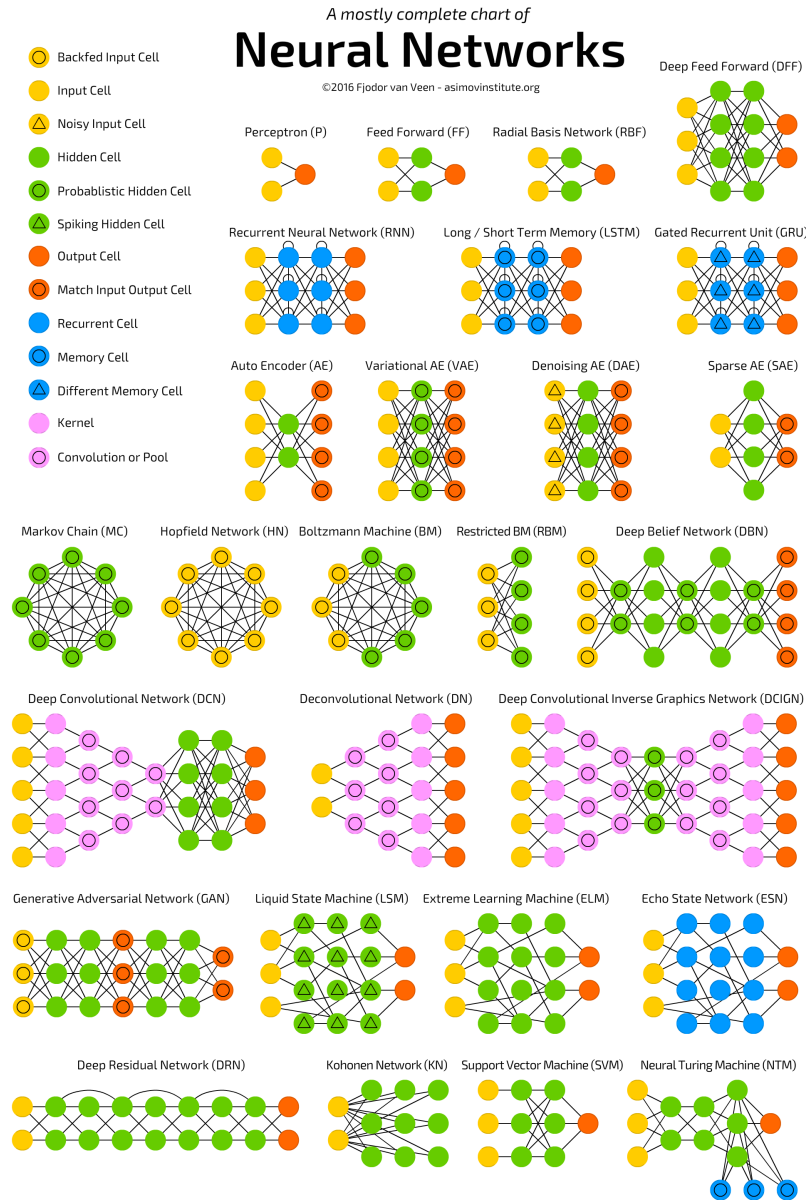 A mostly complete chart of
Neural Networks
©2016 Fjodor van Veen - asimovinstitute.org
Backfed Input Cell
Input Cell
Noisy Input Cell
Hidden Cell
Probablistic Hidden Cell
Spiking Hidden Cell
Output Cell
Match Input Output Cell
Recurrent Cell
Memory Cell
Different Memory Cell
Kernel
Convolution or Pool
Deep Feed Forward (DFF)
Perceptron (P)
Feed Forward (FF)
Radial Basis Network (RBF)
Recurrent Neural Network (RNN)
Long / Short Term Memory (LSTM)
Gated Recurrent Unit (GRU)
Auto Encoder (AE)
Variational AE (VAE)
Denoising AE (DAE)
Sparse AE (SAE)
Markov Chain (MC)
Hopfield Network (HN)
Boltzmann Machine (BM)
Restricted BM (RBM)
Deep Belief Network (DBN)
Deep Convolutional Network (DCN)
Deconvolutional Network (DN)
Deep Convolutional Inverse Graphics Network (DCIGN)
Generative Adversarial Network (GAN)
Liquid State Machine (LSM)
Extreme Learning Machine (ELM)
Echo State Network (ESN)
Deep Residual Network (DRN)
Kohonen Network (KN)
Support Vector Machine (SVM)
Neural Turing Machine (NTM)